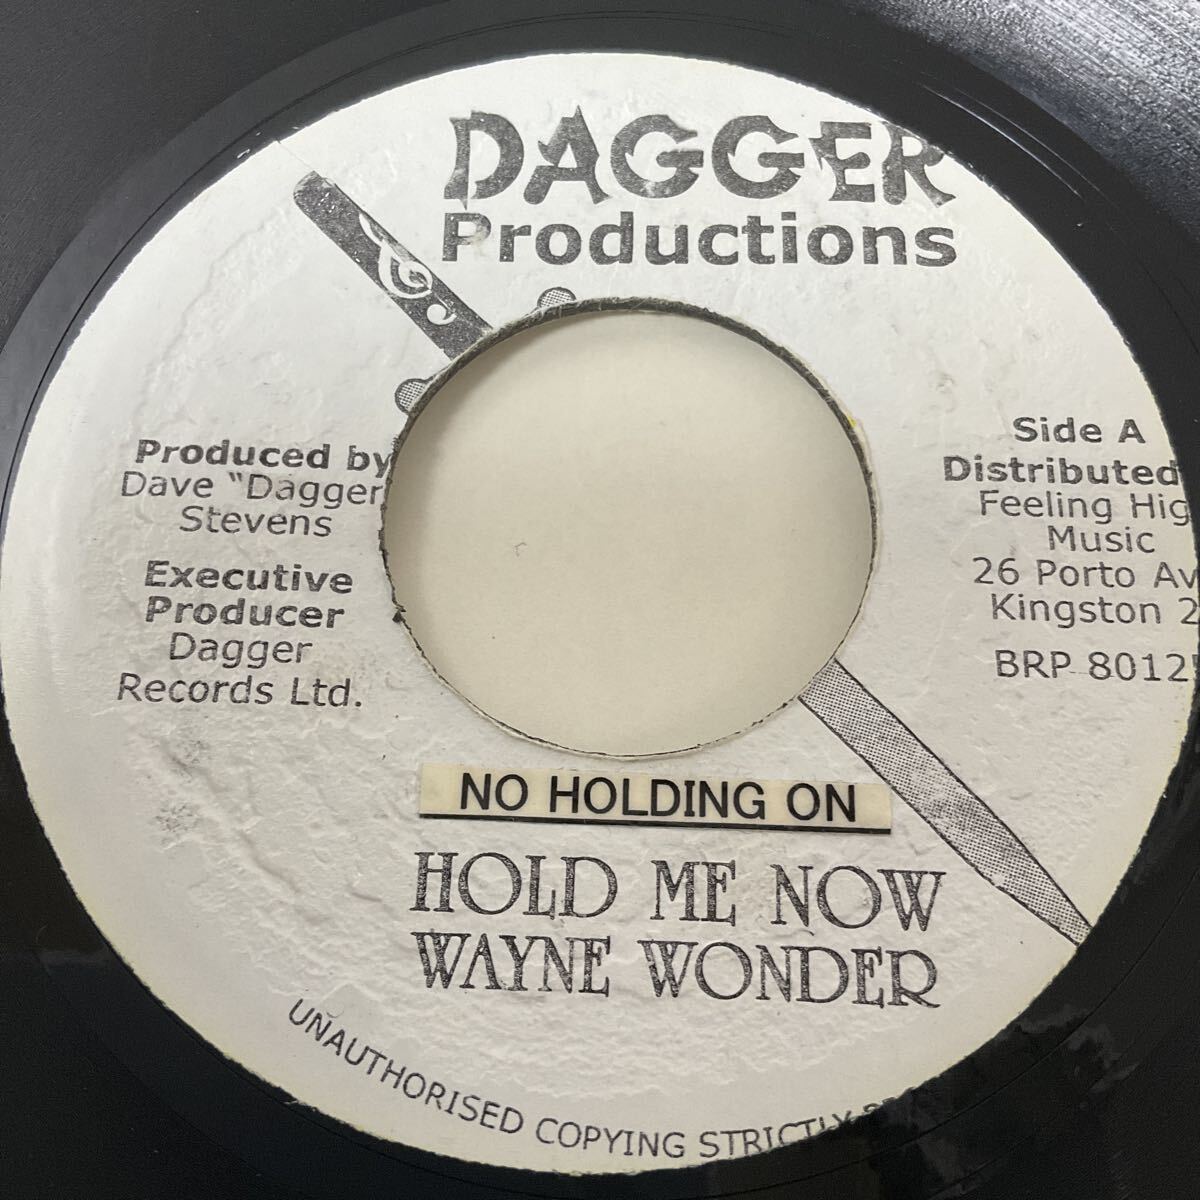 DAGGER
Productions
Produced by
Dave "Dagger
Stevens
Executive
Producer
Dagger
Records Ltd.
Side A
Distributed
Feeling Hig
Music
26 Porto Av
Kingston 2
BRP 8012
NO HOLDING ON
HOLD ME NOW
WAYNE WONDER
UNAUTHORISED COPYING STRICTLY